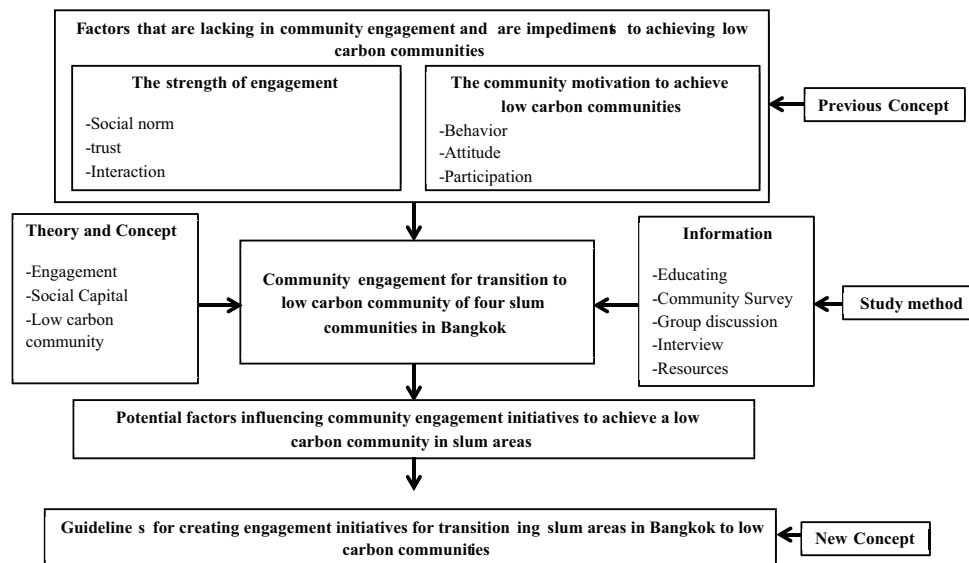 Factors that are lacking in community engagement and are impediments to achieving low
carbon communities
The strength of engagement
-Social norm
-trust
-Interaction
The community motivation to achieve
low carbon communities
-Behavior
-Attitude
-Participation
Previous Concept
Theory and Concept
-Engagement
-Social Capital
-Low carbon
community
Community engagement for transition to
low carbon community of four slum
communities in Bangkok
Information
-Educating
-Community Survey
-Group discussion
-Interview
-Resources
Study method
Potential factors influencing community engagement initiatives to achieve a low
carbon community in slum areas
Guideline s for creating engagement initiatives for transition ing slum areas in Bangkok to low
carbon communities
New Concept